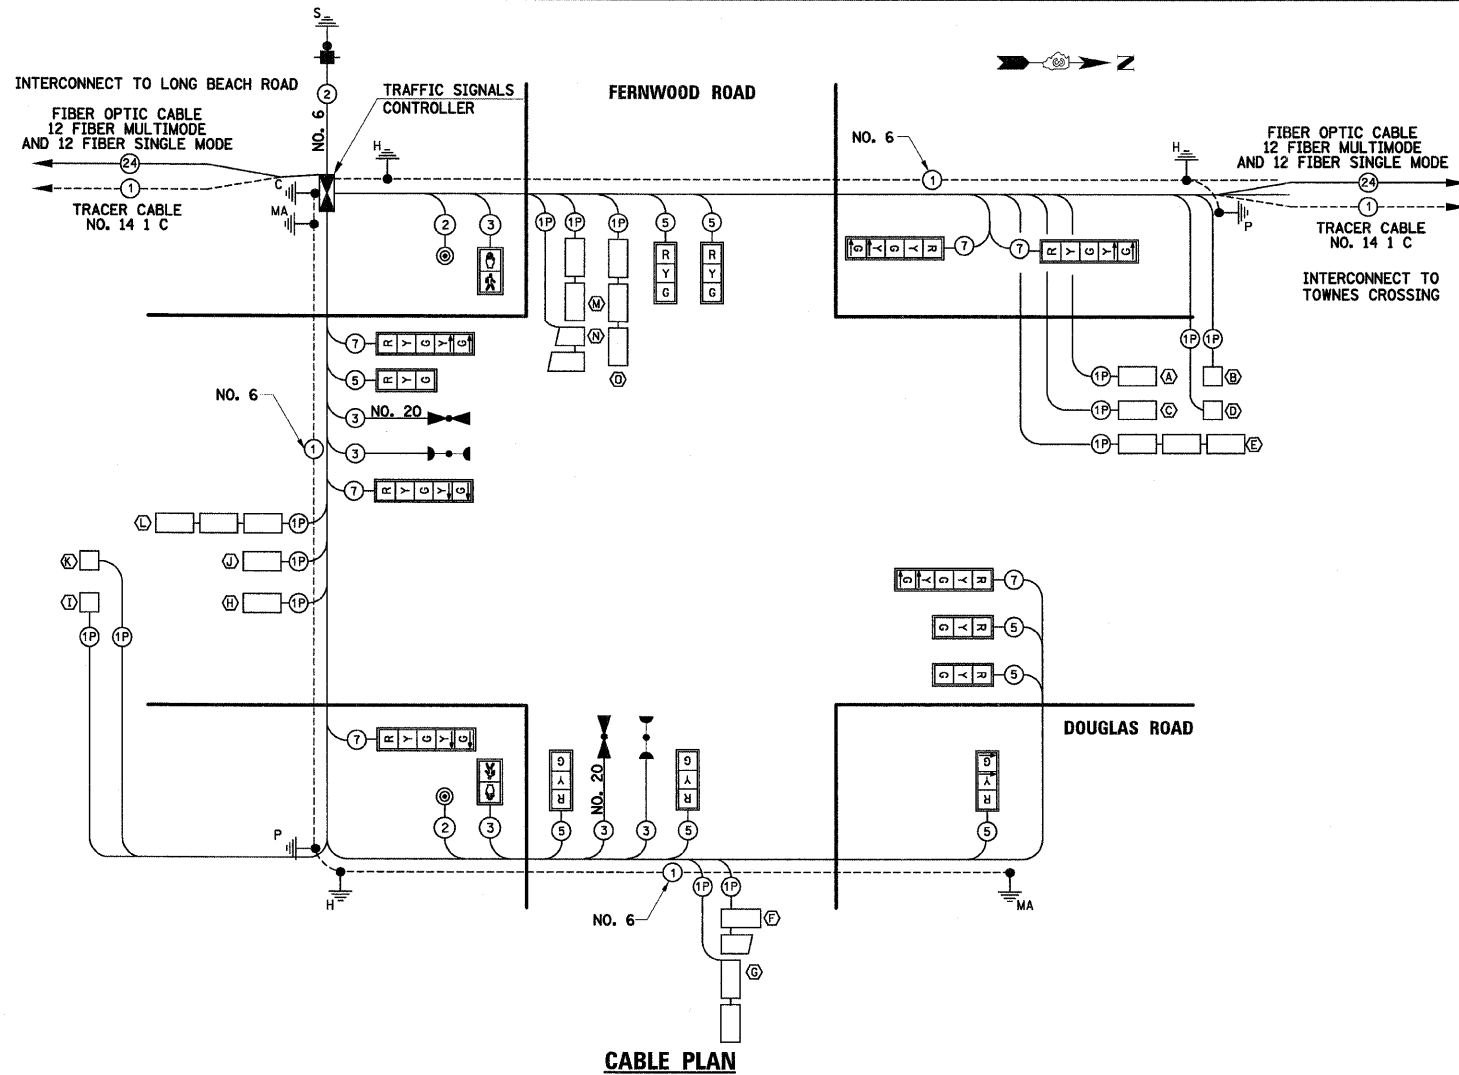 S
INTERCONNECT TO LONG BEACH ROAD
2
TRAFFIC SIGNALS
CONTROLLER
FERNWOOD ROAD
3
N
FIBER OPTIC CABLE
12 FIBER MULTIMODE
AND 12 FIBER SINGLE MODE
NO. 6
24
H
C
1
TRACER CABLE
NO. 14 1 C
MA
NO. 6
1
H
FIBER OPTIC CABLE
12 FIBER MULTIMODE
AND 12 FIBER SINGLE MODE
24
1
P
TRACER CABLE
NO. 14 1 C
INTERCONNECT TO
TOWNES CROSSING
2
3
1P
1P
1P
5
5
R
Y
G
R
Y
G
R Y G Y G
7
7
R Y G Y G
M
N
O
1P
1P
7
R Y G Y G
5
R Y G
3
NO. 20
3
7
R Y G Y G
NO. 6
1
1P
A
B
1P
C
D
1P
E
L
1P
K
J
1P
I
H
1P
1P
1P
R Y G Y G
7
R Y G
5
R Y G
5
DOUGLAS ROAD
7
R Y G Y G
2
3
G
Y
R
5
NO. 20
3
3
G
Y
R
5
G
Y
R
5
P
H
1
NO. 6
1P
1P
F
G
MA
CABLE PLAN